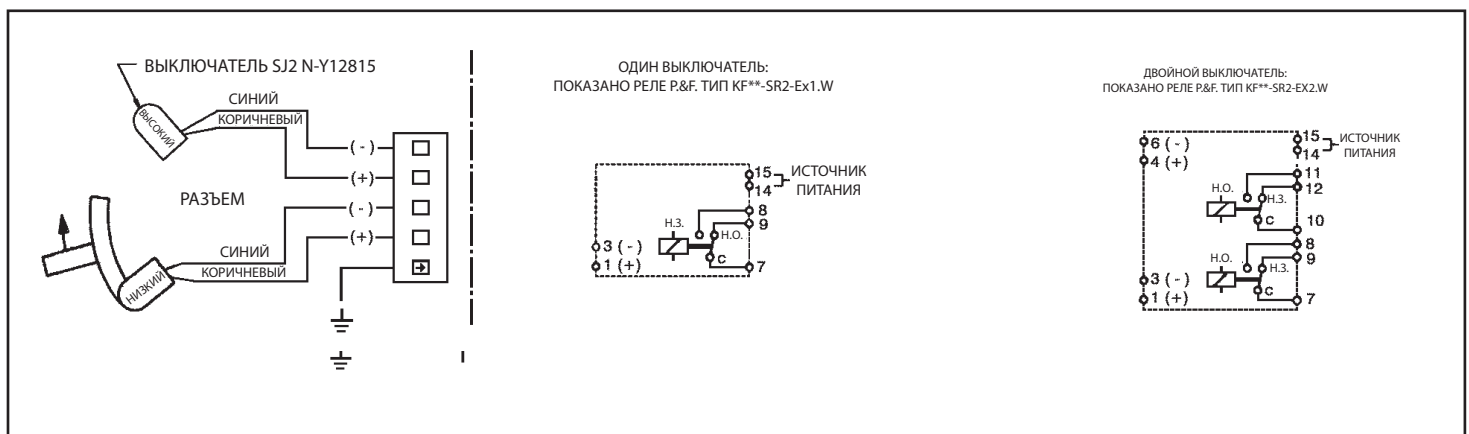 ВЫКЛЮЧАТЕЛЬ SJ2 N-Y12815
СИНИЙ
КОРИЧНЕВЫЙ
ВЫСОКИЙ
(-)
(+)
РАЗЪЕМ
(-)
(+)
СИНИЙ
КОРИЧНЕВЫЙ
НИЗКИЙ
ОДИН ВЫКЛЮЧАТЕЛЬ:
ПОКАЗАНО РЕЛЕ P.&F. ТИП KF**-SR2-Ex1.W
15
14
ИСТОЧНИК
ПИТАНИЯ
8
9
Н.З.
Н.О.
3 (-)
1 (+)
C
7
ДВОЙНОЙ ВЫКЛЮЧАТЕЛЬ:
ПОКАЗАНО РЕЛЕ P.&F. ТИП KF**-SR2-EX2.W
6 (-)
4 (+)
15
14
ИСТОЧНИК
ПИТАНИЯ
11
12
Н.О.
Н.З.
C
10
8
9
Н.О.
Н.З.
3 (-)
1 (+)
C
7